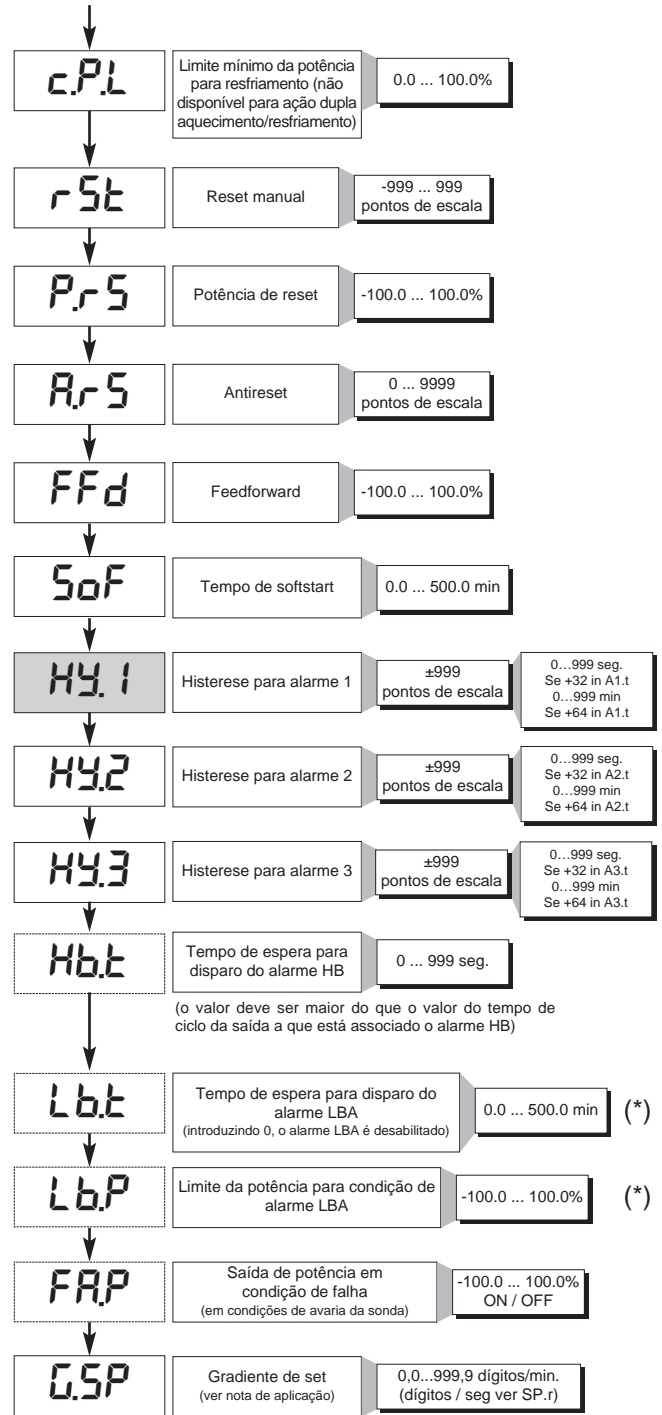 c.P.L
Limite mínimo da potência
para resfriamento (não
disponível para ação dupla
aquecimento/resfriamento)
0.0 ... 100.0%
rSt
Reset manual
-999 ... 999
pontos de escala
P.rS
Potência de reset
-100.0 ... 100.0%
A.rS
Antireset
0 ... 9999
pontos de escala
FFd
Feedforward
-100.0 ... 100.0%
SoF
Tempo de softstart
0.0 ... 500.0 min
HY.1
Histerese para alarme 1
±999
pontos de escala
0…999 seg.
Se +32 in A1.t
0…999 min
Se +64 in A1.t
HY.2
Histerese para alarme 2
±999
pontos de escala
0…999 seg.
Se +32 in A2.t
0…999 min
Se +64 in A2.t
HY.3
Histerese para alarme 3
±999
pontos de escala
0…999 seg.
Se +32 in A3.t
0…999 min
Se +64 in A3.t
Hb.t
Tempo de espera para
disparo do alarme HB
0 ... 999 seg.
(o valor deve ser maior do que o valor do tempo de
ciclo da saída a que está associado o alarme HB)
Lb.t
Tempo de espera para disparo do
alarme LBA
(introduzindo 0, o alarme LBA é desabilitado)
0.0 ... 500.0 min
(*)
Lb.P
Limite da potência para condição de
alarme LBA
-100.0 ... 100.0%
(*)
FA.P
Saída de potência em
condição de falha
(em condições de avaria da sonda)
-100.0 ... 100.0%
ON / OFF
G.SP
Gradiente de set
(ver nota de aplicação)
0,0...999,9 dígitos/min.
(dígitos / seg ver SP.r)